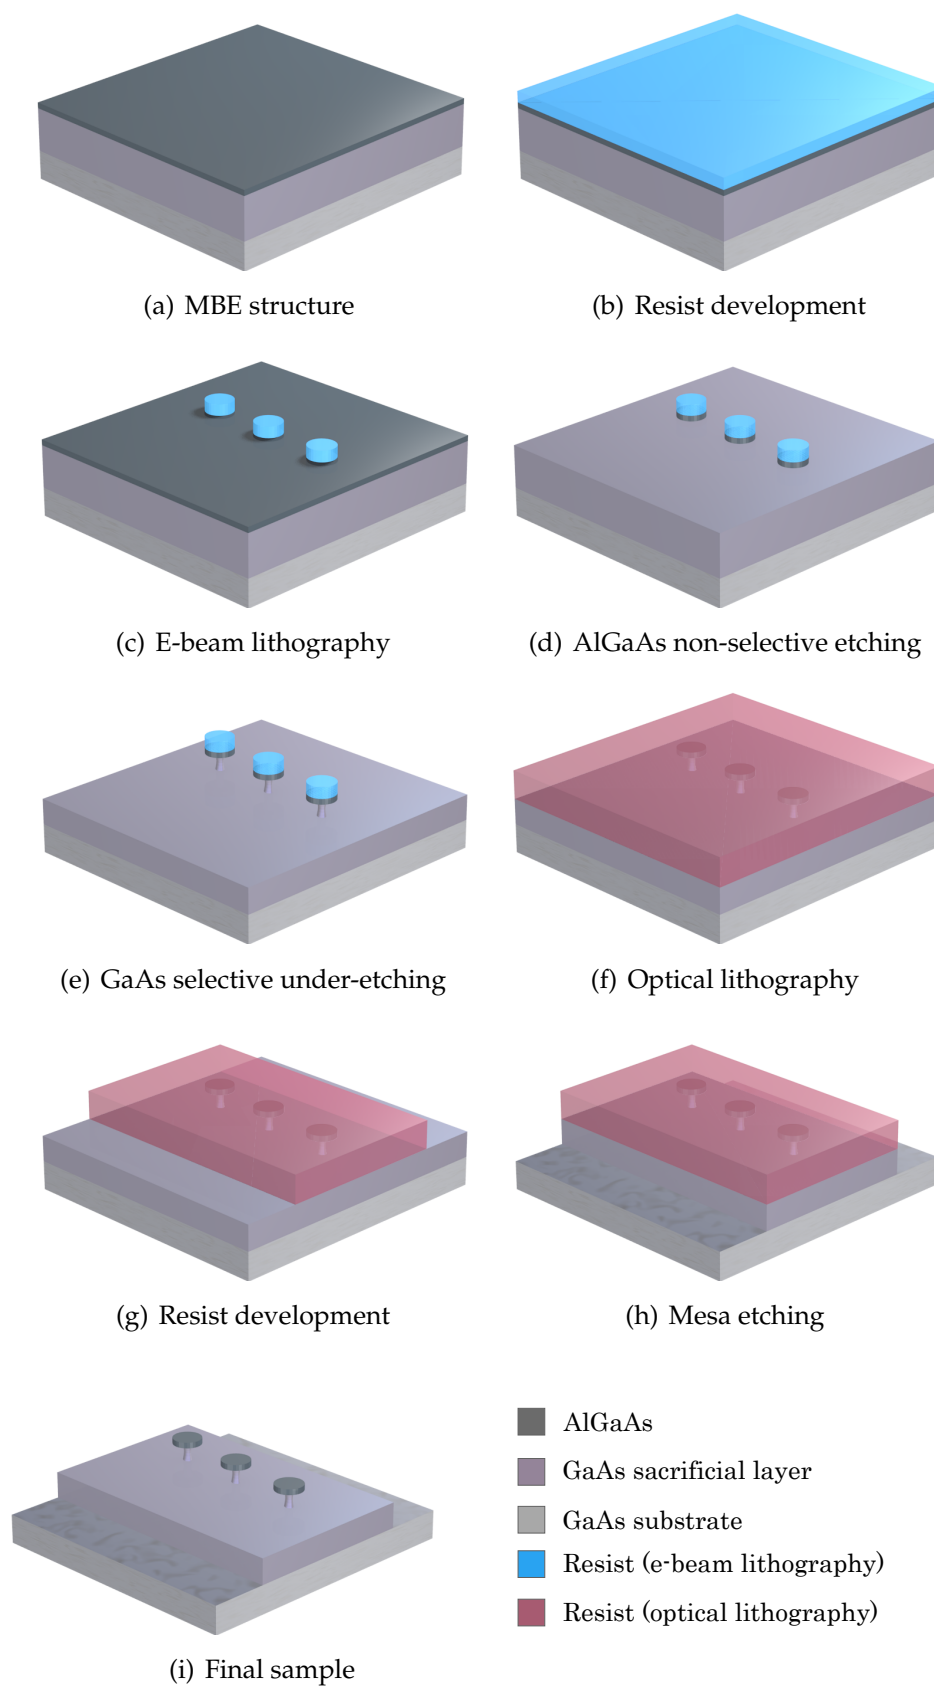 (a) MBE structure
(b) Resist development
(c) E-beam lithography
(d) AlGaAs non-selective etching
(e) GaAs selective under-etching
(f) Optical lithography
(g) Resist development
(h) Mesa etching
AlGaAs
GaAs sacrificial layer
GaAs substrate
Resist (e-beam lithography)
Resist (optical lithography)
(i) Final sample